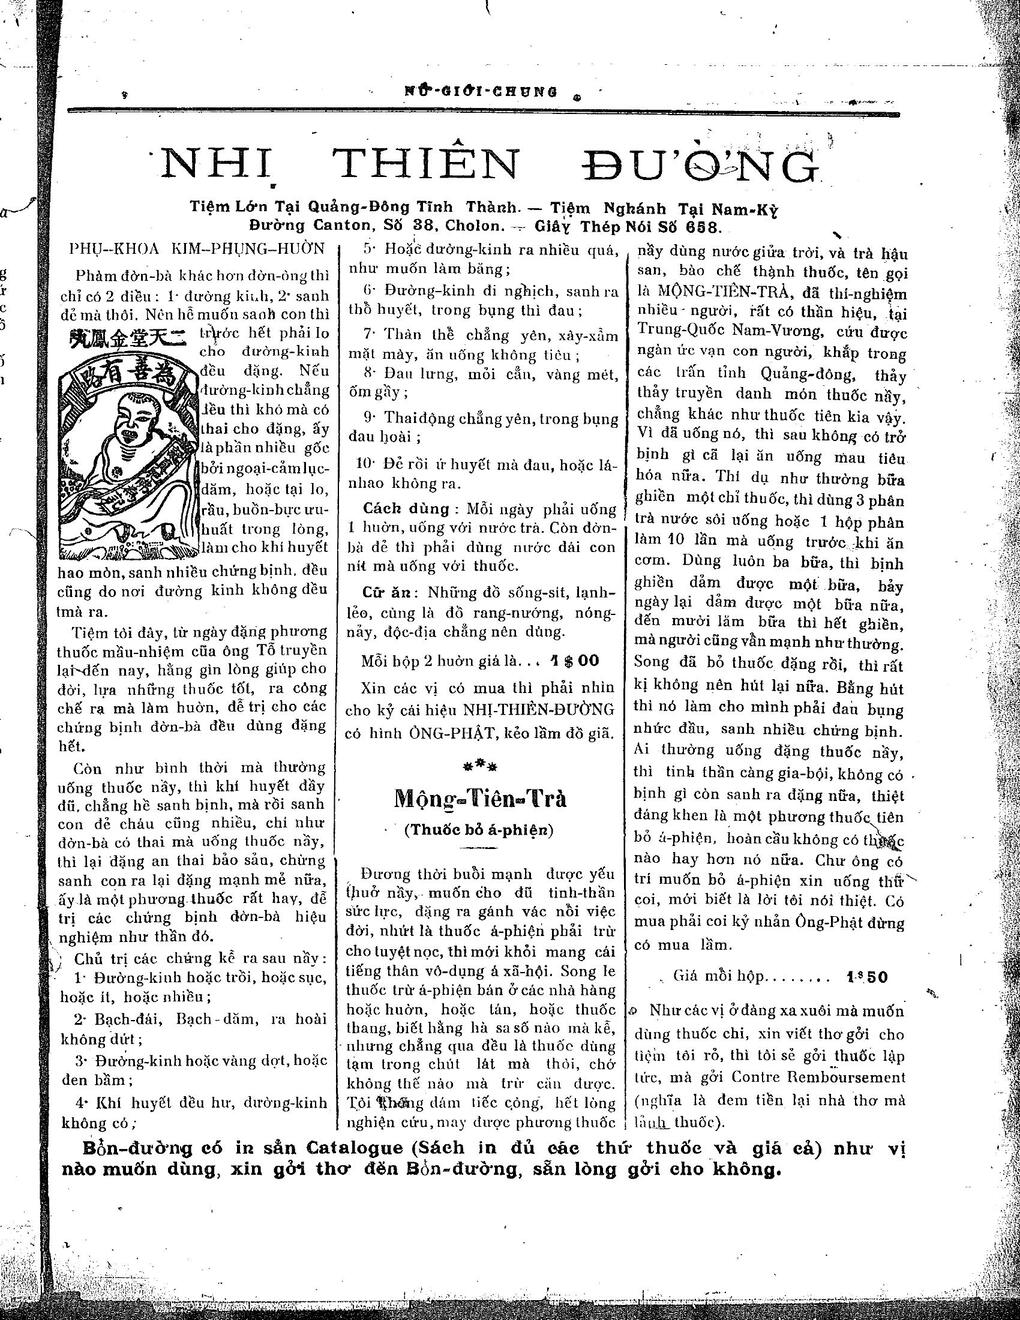 NỮ-GIỚI-CHUNG
NHỊ THIÊN ĐƯỜNG
Tiệm Lớn Tại Quảng-Đông Tỉnh Thành. — Tiệm Nghánh Tại Nam-Kỳ
Đường Canton, Số 38, Cholon. — Giây Thép Nói Số 658.
PHỤ--KHOA KIM--PHỤNG-HUỜN
Phàm đờn-bà khác hơn đờn-ông thì
chỉ có 2 điều : 1· đường kinh, 2· sanh
đẻ mà thôi. Nên hễ muốn sanh con thì
二天堂金鳳丸
為善有路
trước hết phải lo
cho đường-kinh
đều đặng. Nếu
đường-kinh chẳng
đều thì khó mà có
thai cho đặng, ấy
là phần nhiều gốc
bởi ngoại-cảm lục-
dâm, hoặc tại lo,
rầu, buồn-bực ưu-
huất trong lòng,
làm cho khí huyết
hao mòn, sanh nhiều chứng bịnh. đều
cũng do nơi đường kinh không đều
tmà ra.
Tiệm tôi đây, từ ngày đặng phương
thuốc mầu-nhiệm của ông Tổ truyền
lại đến nay, hằng gìn lòng giúp cho
đời, lựa những thuốc tốt, ra công
chế ra mà làm huờn, để trị cho các
chứng bịnh đờn-bà đều dùng đặng
hết.
Còn như bình thời mà thường
uống thuốc nầy, thì khí huyết đầy
đủ, chẳng hề sanh bịnh, mà rồi sanh
con đẻ cháu cũng nhiều, chí như
đờn-bà có thai mà uống thuốc nầy,
thì lại đặng an thai bảo sản, chừng
sanh con ra lại đặng mạnh mẻ nữa,
ấy là một phương thuốc rất hay, để
trị các chứng bịnh đờn-bà hiệu
nghiệm như thần đó.
Chủ trị các chứng kể ra sau nầy :
1· Đường-kinh hoặc trồi, hoặc sục,
hoặc ít, hoặc nhiều ;
2· Bạch-đái, Bạch-dâm, ra hoài
không dứt ;
3· Đường-kinh hoặc vàng dợt, hoặc
đen bầm ;
4· Khí huyết đều hư, đường-kinh
không có ;
5· Hoặc đường-kinh ra nhiều quá,
như muốn làm băng ;
6· Đường-kinh đi nghịch, sanh ra
thổ huyết, trong bụng thì đau ;
7· Thân thể chẳng yên, xây-xẩm
mặt mày, ăn uống không tiêu ;
8· Đau lưng, mỏi cẳn, vàng mét,
ốm gầy ;
9· Thai động chẳng yên, trong bụng
đau hoài ;
10· Đẻ rồi ứ huyết mà đau, hoặc lá-
nhao không ra.
Cách dùng : Mỗi ngày phải uống
1 huờn, uống với nước trà. Còn đờn-
bà đẻ thì phải dùng nước đái con
nít mà uống với thuốc.
Cữ ăn : Những đồ sống-sít, lạnh-
lẻo, cùng là đồ rang-nướng, nóng-
nảy, độc-địa chẳng nên dùng.
Mỗi hộp 2 huờn giá là... 1 $ 00
Xin các vị có mua thì phải nhìn
cho kỷ cái hiệu NHỊ-THIÊN-ĐƯỜNG
có hình ÔNG-PHẬT, kẻo lầm đồ giã.
***
Mộng-Tiên-Trà
(Thuốc bỏ á-phiện)
Đương thời buổi mạnh được yếu
thuở nầy, muốn cho đủ tinh-thần
sức lực, đặng ra gánh vác nổi việc
đời, nhứt là thuốc á-phiện phải trừ
cho tuyệt nọc, thì mới khỏi mang cái
tiếng thân vô-dụng á xã-hội. Song le
thuốc trừ á-phiện bán ở các nhà hàng
hoặc huờn, hoặc tán, hoặc thuốc
thang, biết hằng hà sa số nào mà kể,
nhưng chẳng qua đều là thuốc dùng
tạm trong chút lát mà thôi, chớ
không thế nào mà trừ căn được.
Tôi không dám tiếc công, hết lòng
nghiện cứu, may được phương thuốc
nầy dùng nước giữa trời, và trà hậu
san, bào chế thành thuốc, tên gọi
là MỘNG-TIÊN-TRÀ, đã thí-nghiệm
nhiều người, rất có thần hiệu, tại
Trung-Quốc Nam-Vương, cứu được
ngàn ức vạn con người, khắp trong
các trấn tỉnh Quảng-đông, thảy
thảy truyền danh món thuốc nầy,
chẳng khác như thuốc tiên kia vậy.
Vì đã uống nó, thì sau không có trở
bịnh gì cã lại ăn uống mau tiêu
hóa nữa. Thí dụ như thường bữa
ghiền một chỉ thuốc, thì dùng 3 phân
trà nước sôi uống hoặc 1 hộp phân
làm 10 lần mà uống trước khi ăn
cơm. Dùng luôn ba bữa, thì bịnh
ghiền dảm được một bữa, bảy
ngày lại dảm được một bữa nữa,
đến mười lăm bữa thì hết ghiền,
mà người cũng vẫn mạnh như thường.
Song đã bỏ thuốc đặng rồi, thì rất
kị không nên hút lại nữa. Bằng hút
thì nó làm cho mình phải đau bụng
nhức đầu, sanh nhiều chứng bịnh.
Ai thường uống đặng thuốc nầy,
thì tinh thần càng gia-bội, không có
bịnh gì còn sanh ra đặng nữa, thiệt
đáng khen là một phương thuốc tiên
bỏ á-phiện, hoàn cầu không có thuốc
nào hay hơn nó nữa. Chư ông có
trí muốn bỏ á-phiện xin uống thử
coi, mới biết là lời tôi nói thiệt. Có
mua phải coi kỷ nhản Ông-Phật đừng
có mua lầm.
Giá mỗi hộp........ 1 $ 50
Như các vị ở đàng xa xuôi mà muốn
dùng thuốc chi, xin viết thơ gởi cho
tiệm tôi rỏ, thì tôi sẻ gởi thuốc lập
tức, mà gởi Contre Remboursement
(nghĩa là đem tiền lại nhà thơ mà
lảnh thuốc).
Bổn-đường có in sẳn Catalogue (Sách in đủ các thứ thuốc và giá cả) như vị
nào muốn dùng, xin gởi thơ đến Bổn-đường, sẳn lòng gởi cho không.